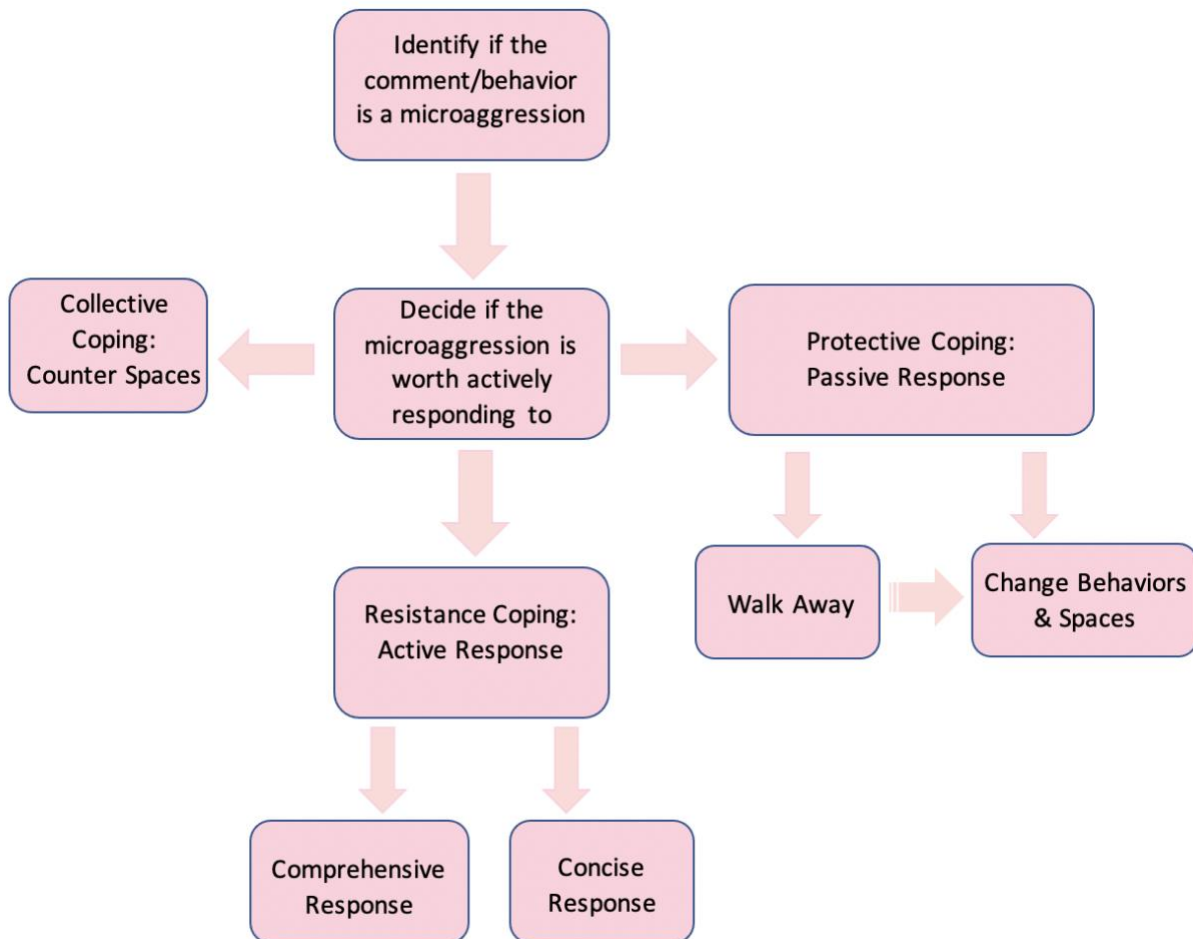 Identify if the
comment/behavior
is a microaggression
Collective
Coping:
Counter Spaces
Decide if the
microaggression is
worth actively
responding to
Protective Coping:
Passive Response
Resistance Coping:
Active Response
Walk Away
Change Behaviors
& Spaces
Comprehensive
Response
Concise
Response